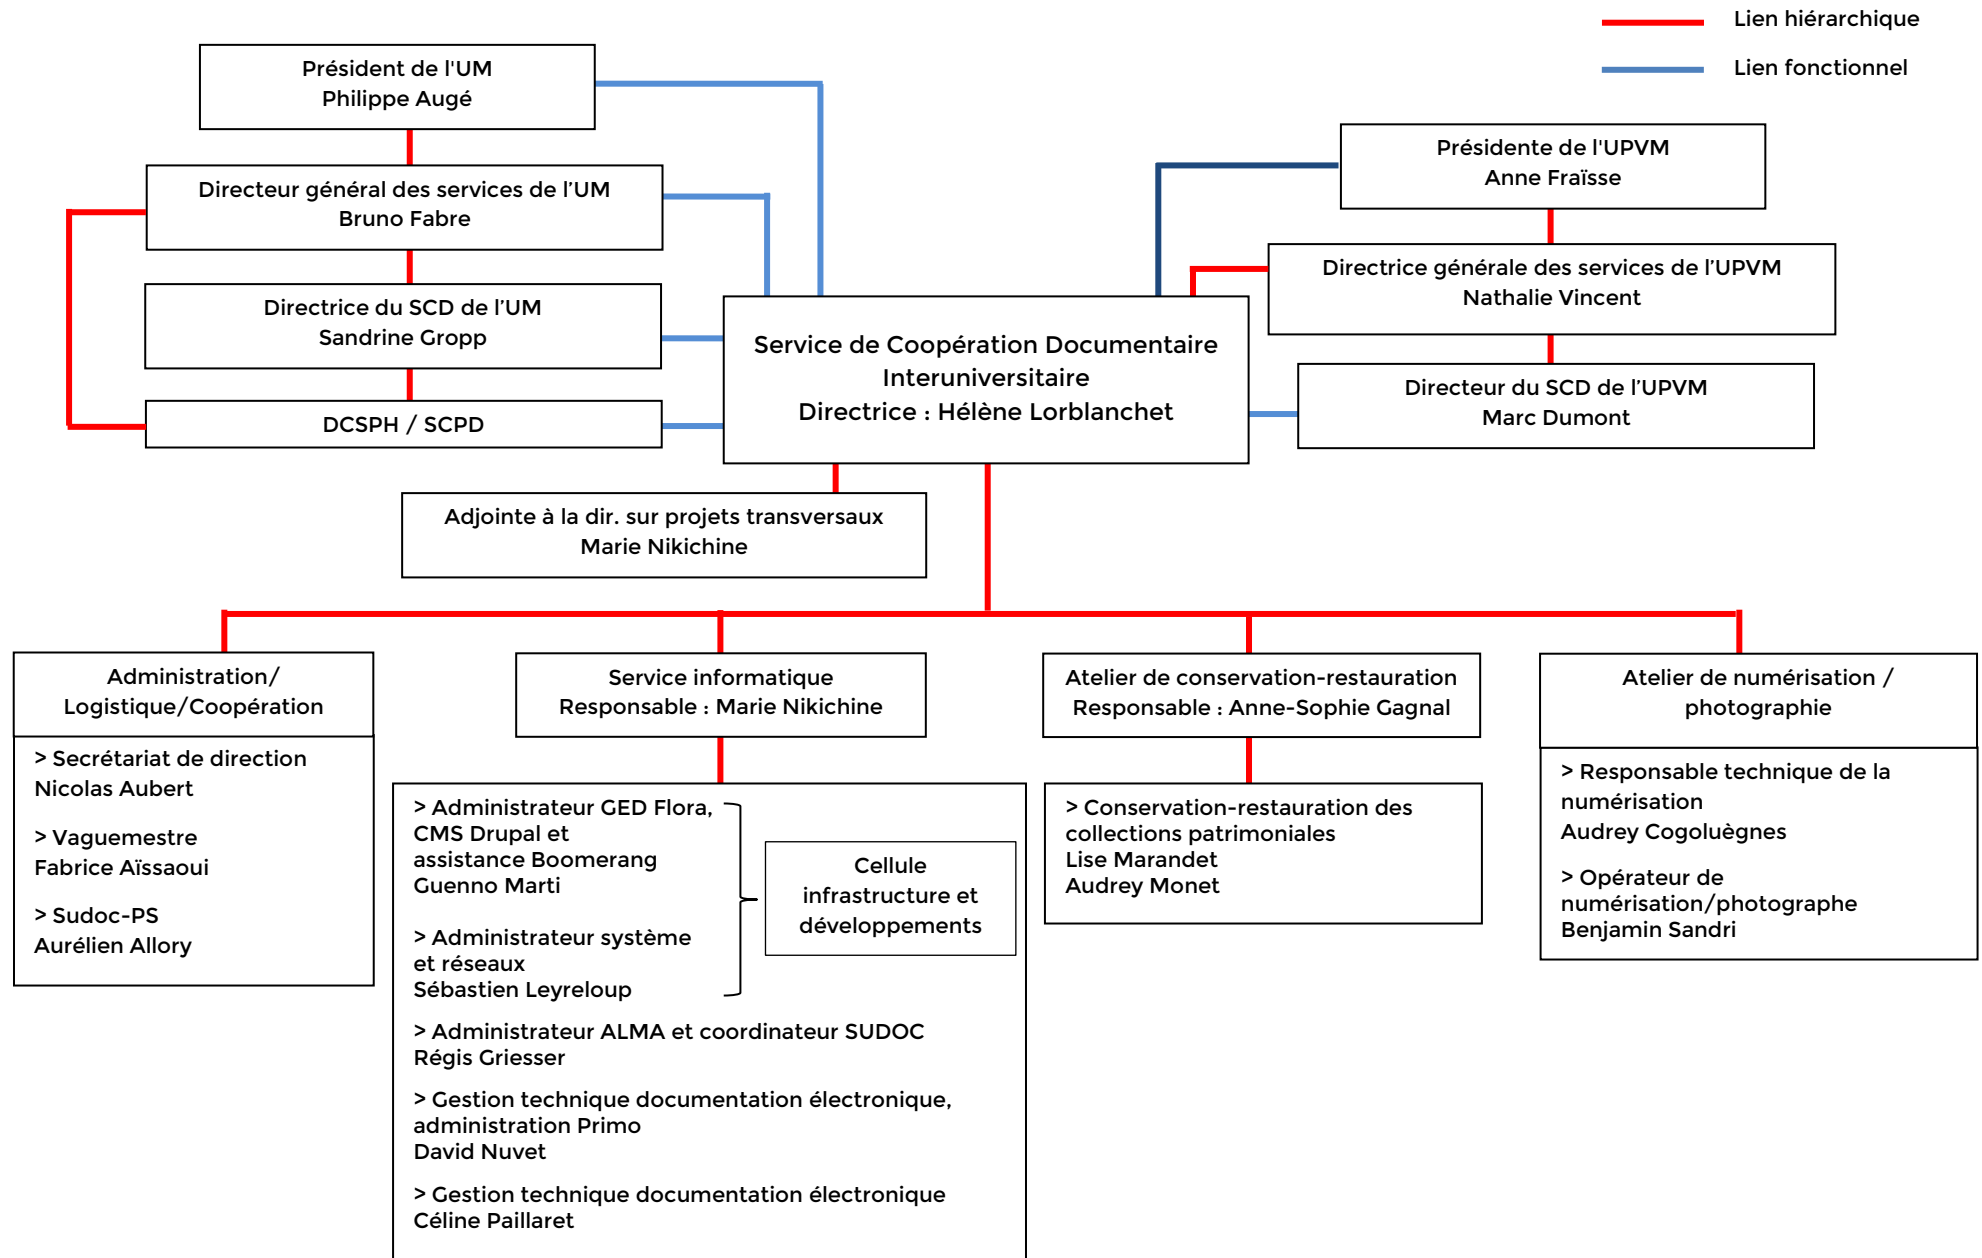 Lien hiérarchique
Lien fonctionnel
Président de l'UM
Philippe Augé
Directeur général des services de l’UM
Bruno Fabre
Directrice du SCD de l’UM
Sandrine Gropp
DCSPH / SCPD
Présidente de l'UPVM
Anne Fraïsse
Directrice générale des services de l’UPVM
Nathalie Vincent
Directeur du SCD de l’UPVM
Marc Dumont
Service de Coopération Documentaire
Interuniversitaire
Directrice : Hélène Lorblanchet
Adjointe à la dir. sur projets transversaux
Marie Nikichine
Administration/
Logistique/Coopération
> Secrétariat de direction
Nicolas Aubert
> Vaguemestre
Fabrice Aïssaoui
> Sudoc-PS
Aurélien Allory
Service informatique
Responsable : Marie Nikichine
> Administrateur GED Flora,
CMS Drupal et
assistance Boomerang
Guenno Marti
> Administrateur système
et réseaux
Sébastien Leyreloup
Cellule
infrastructure et
développements
> Administrateur ALMA et coordinateur SUDOC
Régis Griesser
> Gestion technique documentation électronique,
administration Primo
David Nuvet
> Gestion technique documentation électronique
Céline Paillaret
Atelier de conservation-restauration
Responsable : Anne-Sophie Gagnal
> Conservation-restauration des
collections patrimoniales
Lise Marandet
Audrey Monet
Atelier de numérisation /
photographie
> Responsable technique de la
numérisation
Audrey Cogoluègnes
> Opérateur de
numérisation/photographe
Benjamin Sandri